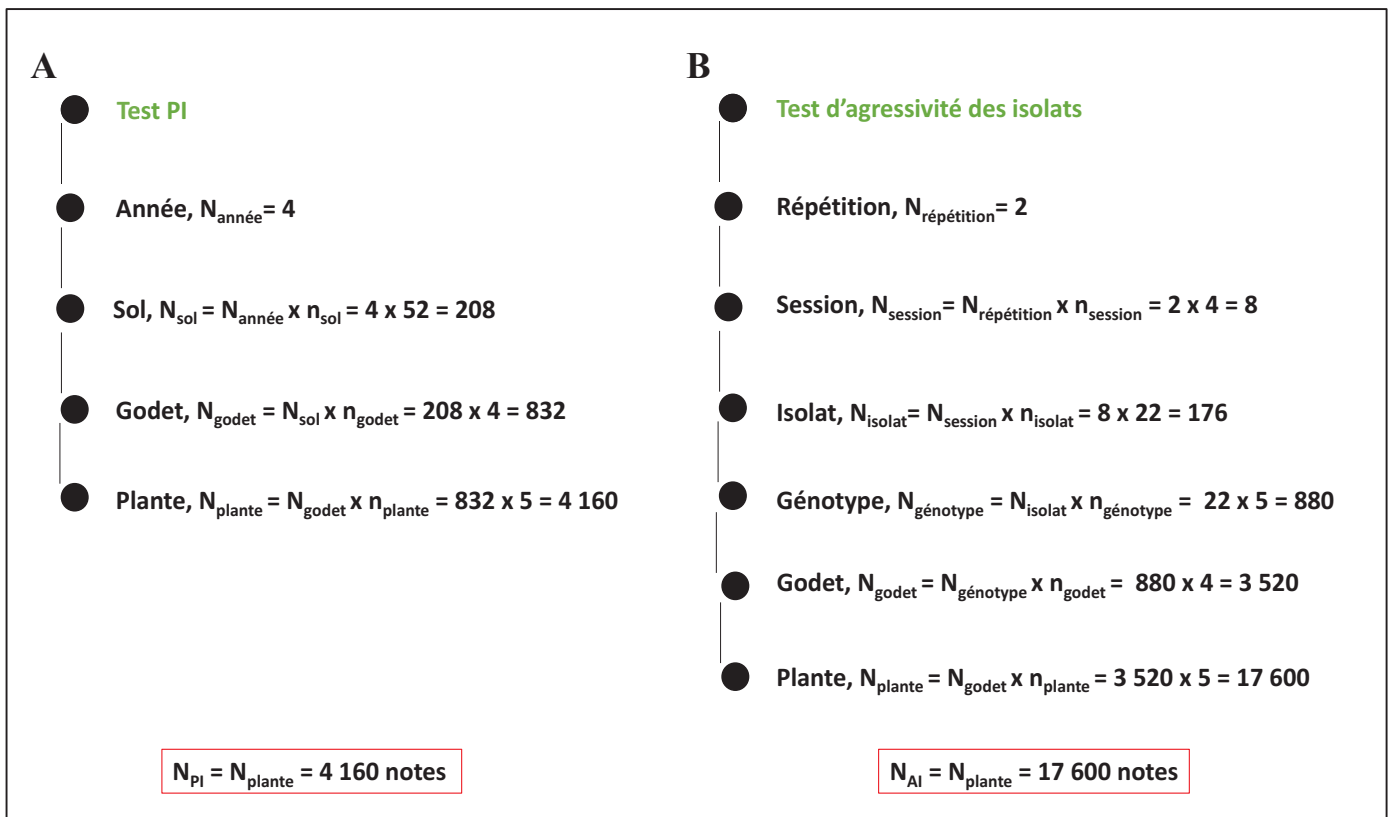 A
Test PI
Année, Nannée= 4
Sol, Nsol = Nannée x nsol = 4 x 52 = 208
Godet, Ngodet = Nsol x ngodet = 208 x 4 = 832
Plante, Nplante = Ngodet x nplante = 832 x 5 = 4 160
NPI = Nplante = 4 160 notes
B
Test d'agressivité des isolats
Répétition, Nrépétition= 2
Session, Nsession= Nrépétition x nsession = 2 x 4 = 8
Isolat, Nisolat= Nsession x nisolat = 8 x 22 = 176
Génotype, Ngénotype = Nisolat x ngénotype = 22 x 5 = 880
Godet, Ngodet = Ngénotype x ngodet = 880 x 4 = 3 520
Plante, Nplante = Ngodet x nplante = 3 520 x 5 = 17 600
NAI = Nplante = 17 600 notes